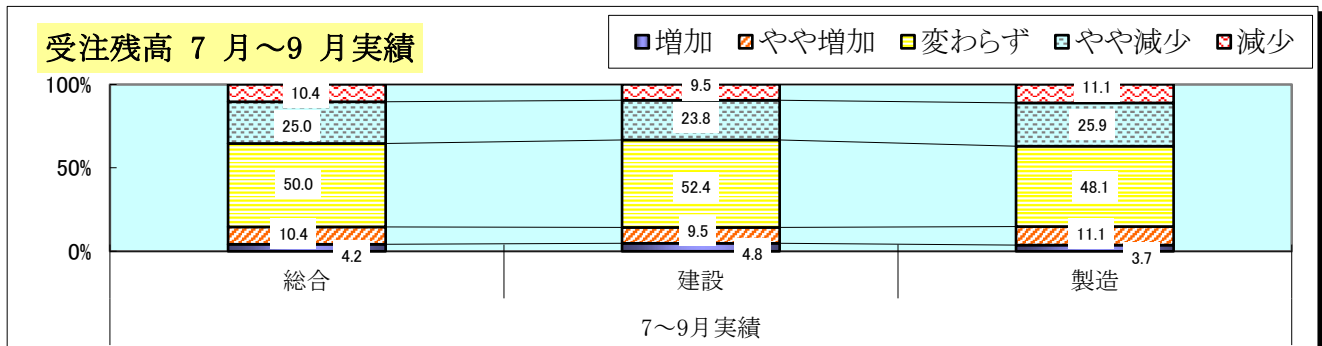 受注残高 7 月～9 月実績
増加 やや増加 変わらず やや減少 減少
100%
10.4 9.5 11.1
25.0 23.8 25.9
50%
50.0 52.4 48.1
10.4 9.5 11.1
0%
4.2 4.8 3.7
総合 建設 製造
7～9月実績